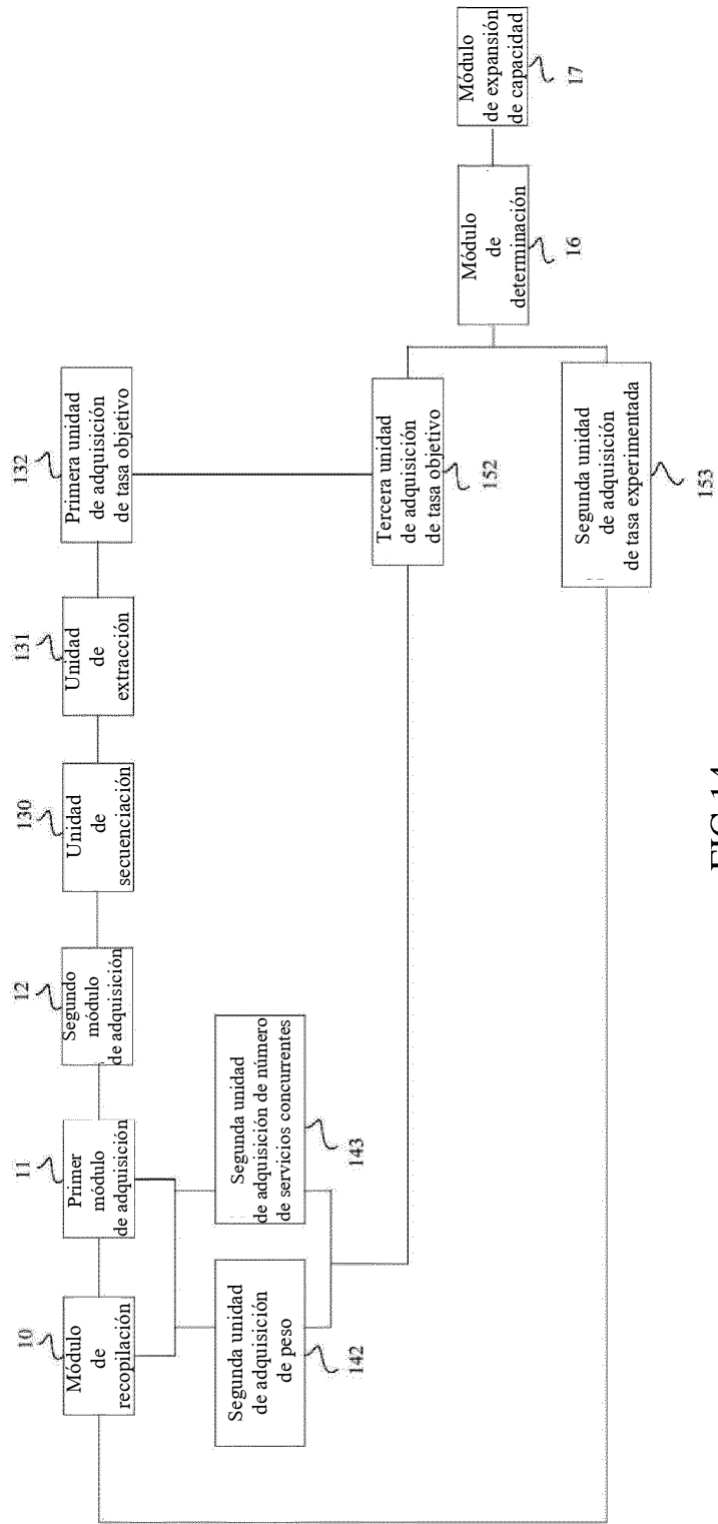 10
Módulo
de
recopilación
11
Primer
módulo
de adquisición
12
Segundo
módulo
de adquisición
130
Unidad
de
secuenciación
131
Unidad
de
extracción
132
Primera unidad
de adquisición
de tasa objetivo
Segunda unidad
de adquisición
de peso
142
Segunda unidad
de adquisición de número
de servicios concurrentes
143
Tercera unidad
de adquisición
de tasa objetivo
152
Segunda unidad
de adquisición
de tasa experimentada
153
Módulo
de
determinación
16
Módulo
de expansión
de capacidad
17
FIG. 14